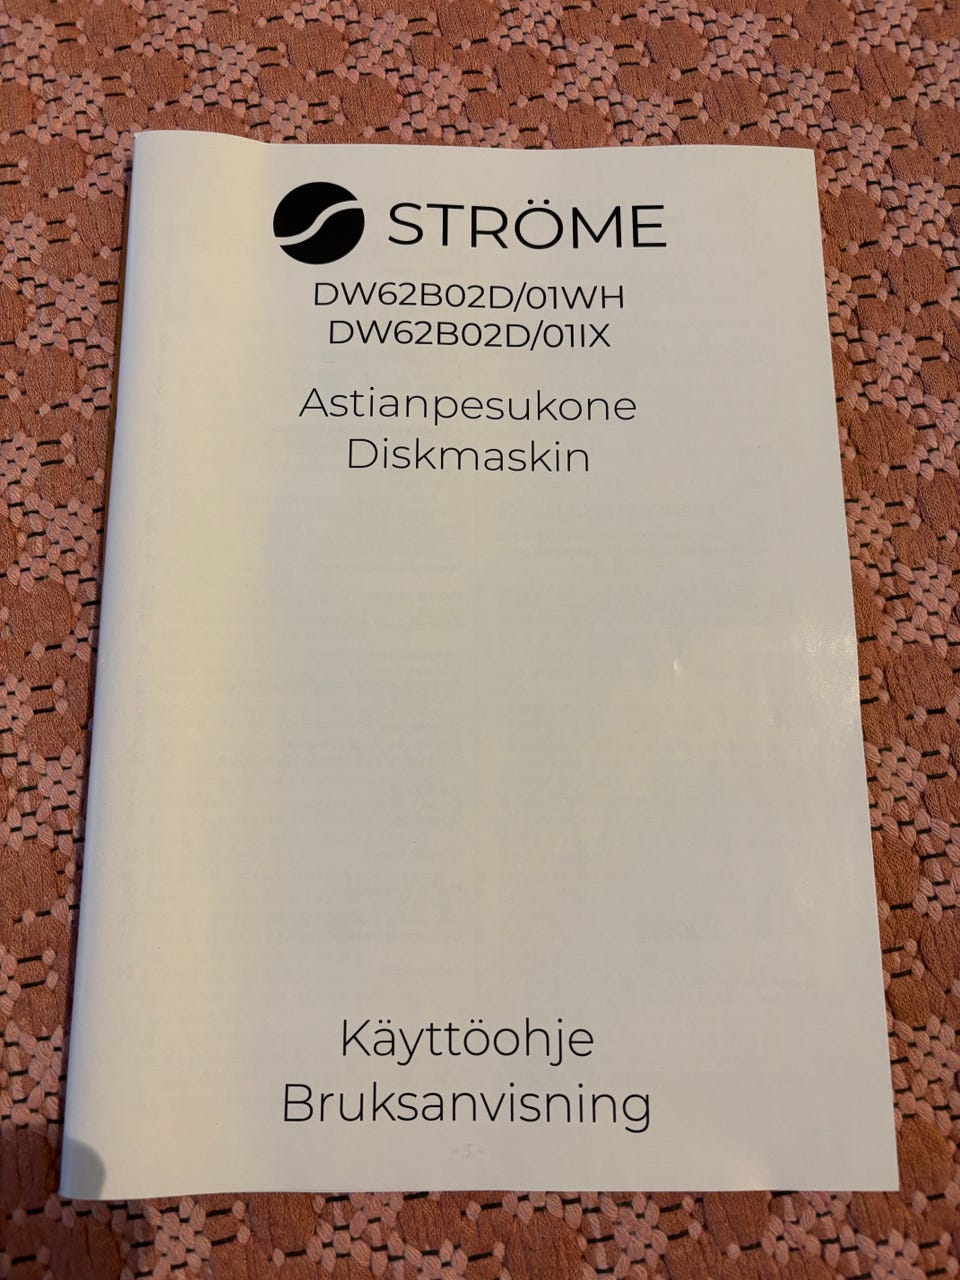 STRÖME
DW62B02D/01WH
DW62B02D/01IX
Astianpesukone
Diskmaskin
Käyttöohje
Bruksanvisning